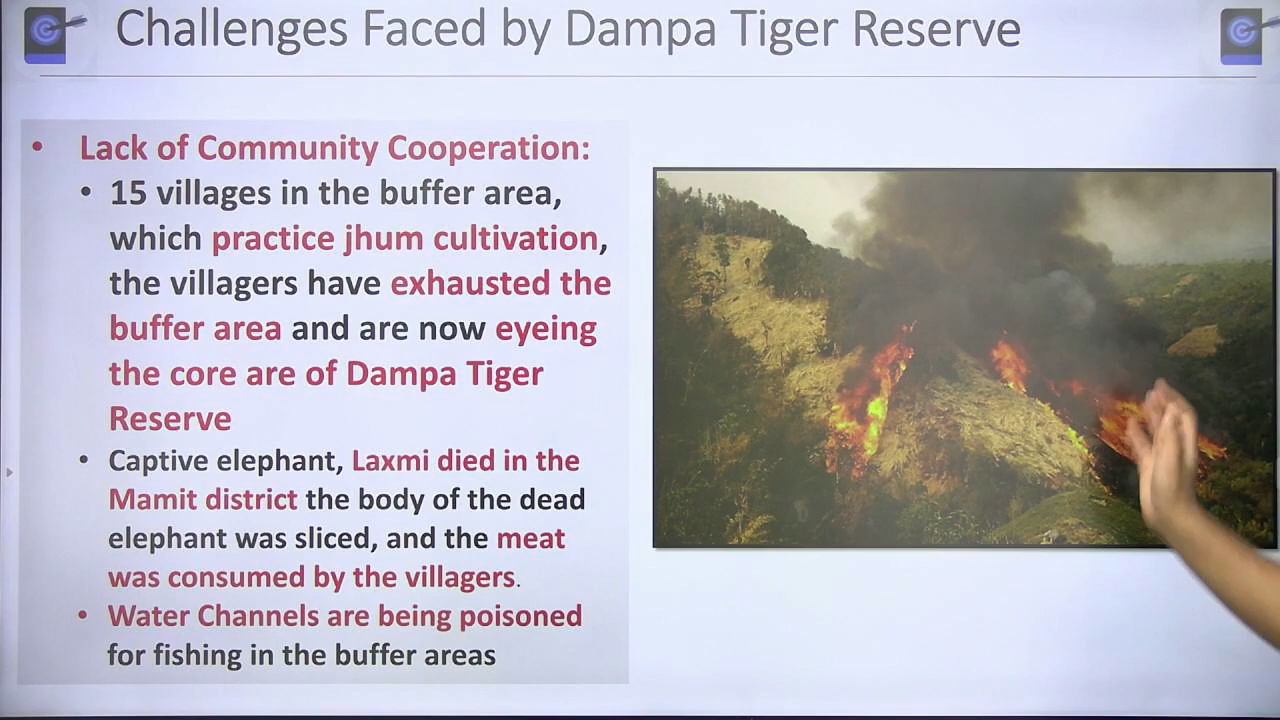 Challenges Faced by Dampa Tiger Reserve
• Lack of Community Cooperation:
• 15 villages in the buffer area,
which practice jhum cultivation,
the villagers have exhausted the
buffer area and are now eyeing
the core are of Dampa Tiger
Reserve
• Captive elephant, Laxmi died in the
Mamit district the body of the dead
elephant was sliced, and the meat
was consumed by the villagers.
• Water Channels are being poisoned
for fishing in the buffer areas